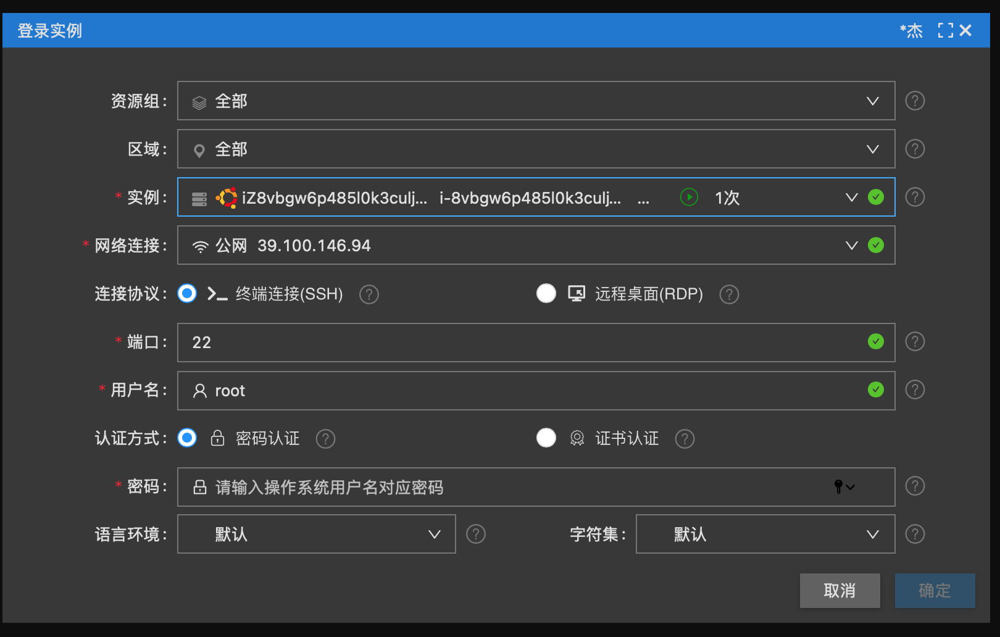 登录实例 *杰
资源组: 全部
区域: 全部
* 实例: iZ8vbgw6p485l0k3culj... i-8vbgw6p485l0k3culj... ... 1次
* 网络连接: 公网 39.100.146.94
连接协议: 终端连接(SSH) 远程桌面(RDP)
* 端口: 22
* 用户名: root
认证方式: 密码认证 证书认证
* 密码: 请输入操作系统用户名对应密码
语言环境: 默认 字符集: 默认
取消 确定